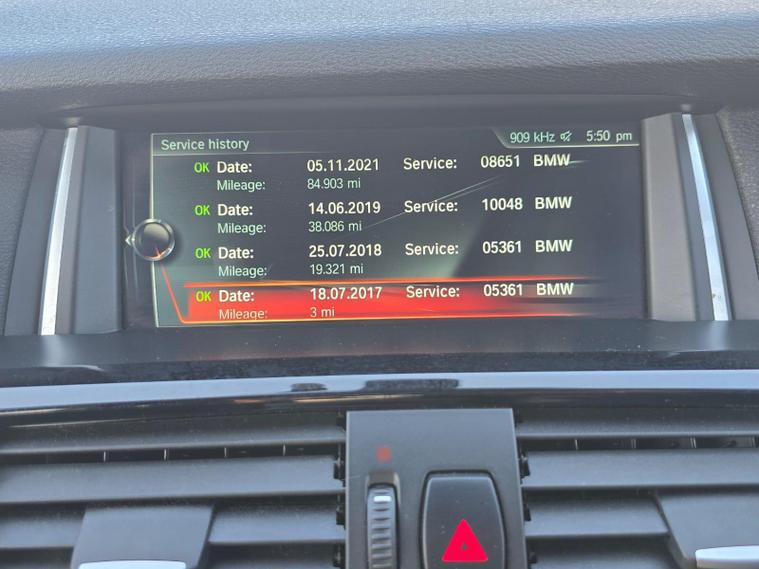 Service history 909 kHz 5:50 pm
OK Date: 05.11.2021 Service: 08651 BMW
Mileage: 84.903 mi
OK Date: 14.06.2019 Service: 10048 BMW
Mileage: 38.086 mi
OK Date: 25.07.2018 Service: 05361 BMW
Mileage: 19.321 mi
OK Date: 18.07.2017 Service: 05361 BMW
Mileage: 3 mi